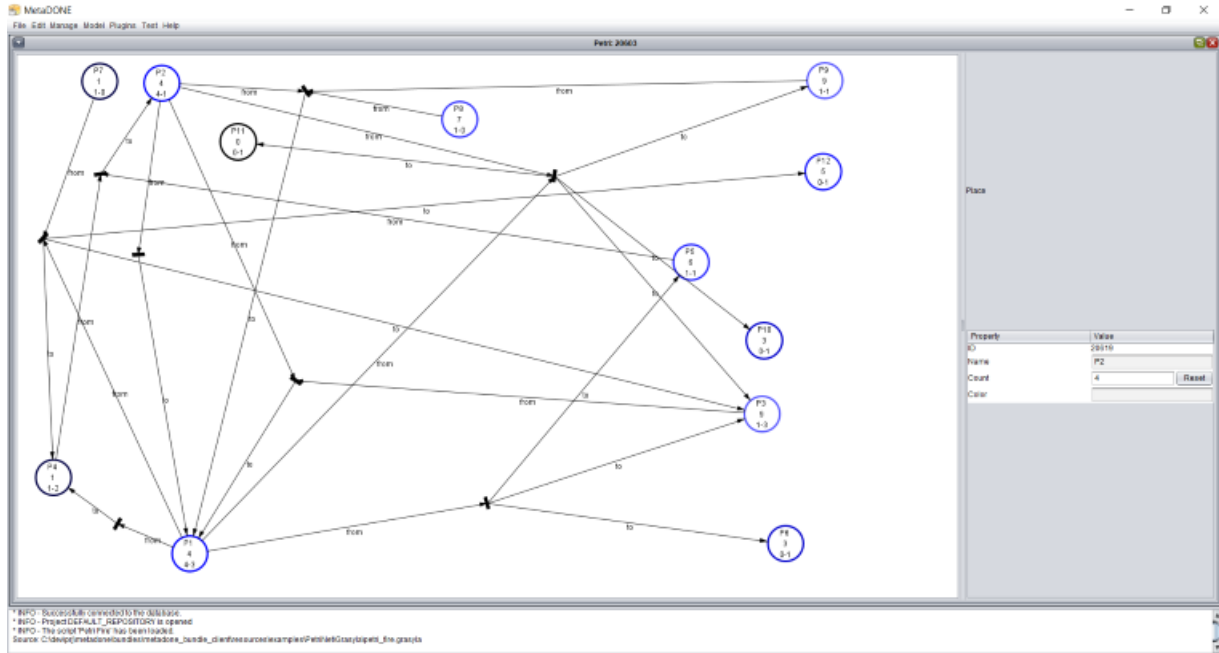 MetaDONE
File Edit Manage Model Plugins Text Help
Petri: 20603
P7
1
1-0
P2
4
4-1
P9
9
1-1
P8
7
1-0
P11
0
0-1
P12
5
0-1
P5
6
1-1
P10
3
0-1
P3
9
1-3
P4
1
1-2
P1
4
4-3
P6
3
0-1
from
from
from
from
to
to
to
from
from
to
from
from
to
to
from
to
to
to
from
from
to
to
from
to
to
from
to
to
from
Place
Property Value
ID 20619
Name P2
Count 4 Reset
Color
* INFO - Successfully connected to the database.
* INFO - Project DEFAULT_REPOSITORY is opened
* INFO - The script 'Petri Fire' has been loaded.